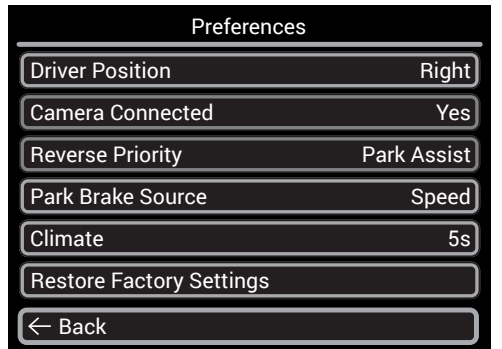 Preferences
Driver Position Right
Camera Connected Yes
Reverse Priority Park Assist
Park Brake Source Speed
Climate 5s
Restore Factory Settings
← Back